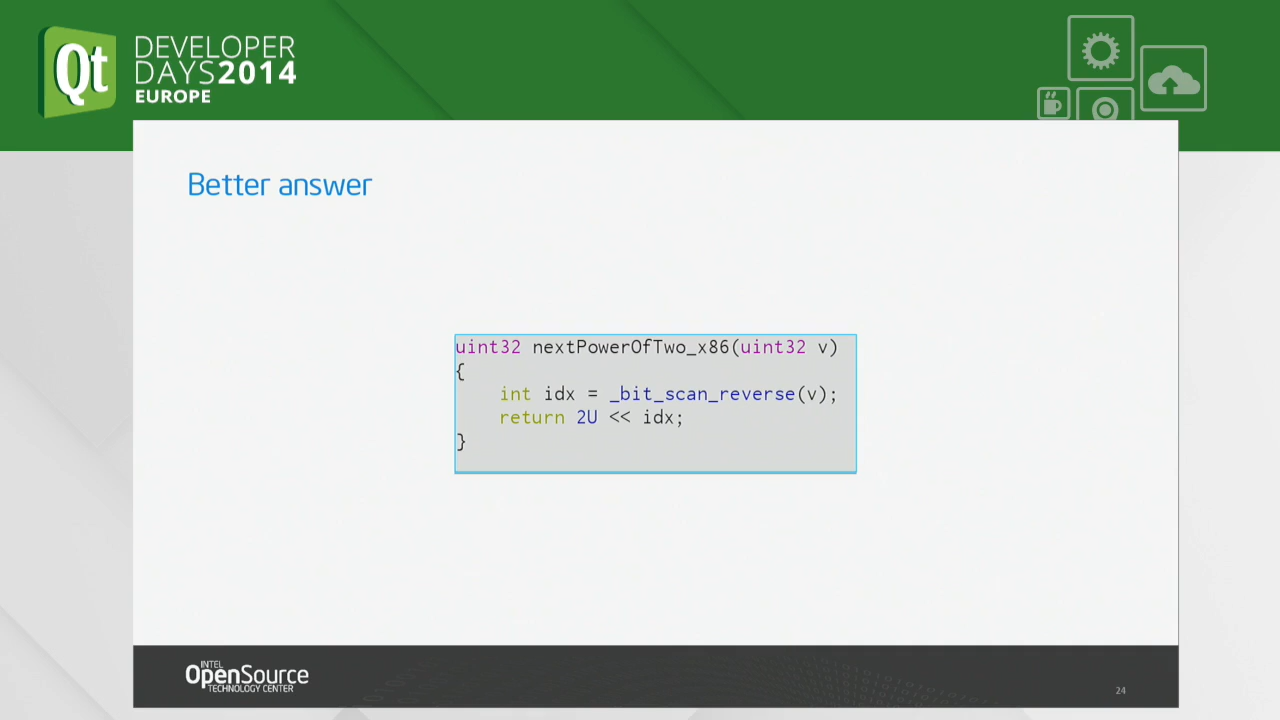 Qt
DEVELOPER
DAYS2014
EUROPE
Better answer
uint32 nextPowerOfTwo_x86(uint32 v)
{
    int idx = _bit_scan_reverse(v);
    return 2U << idx;
}
INTEL
OpenSource
TECHNOLOGY CENTER
24